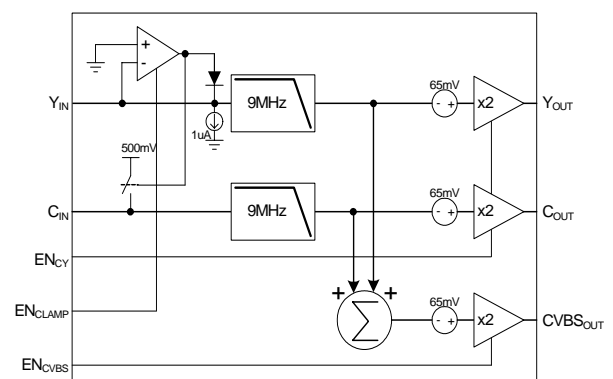 +
-
65mV
Y_IN
9MHz
- +
x2
Y_OUT
1uA
500mV
65mV
C_IN
9MHz
- +
x2
C_OUT
EN_CY
+ +
65mV
EN_CLAMP
Σ
- +
x2
CVBS_OUT
EN_CVBS